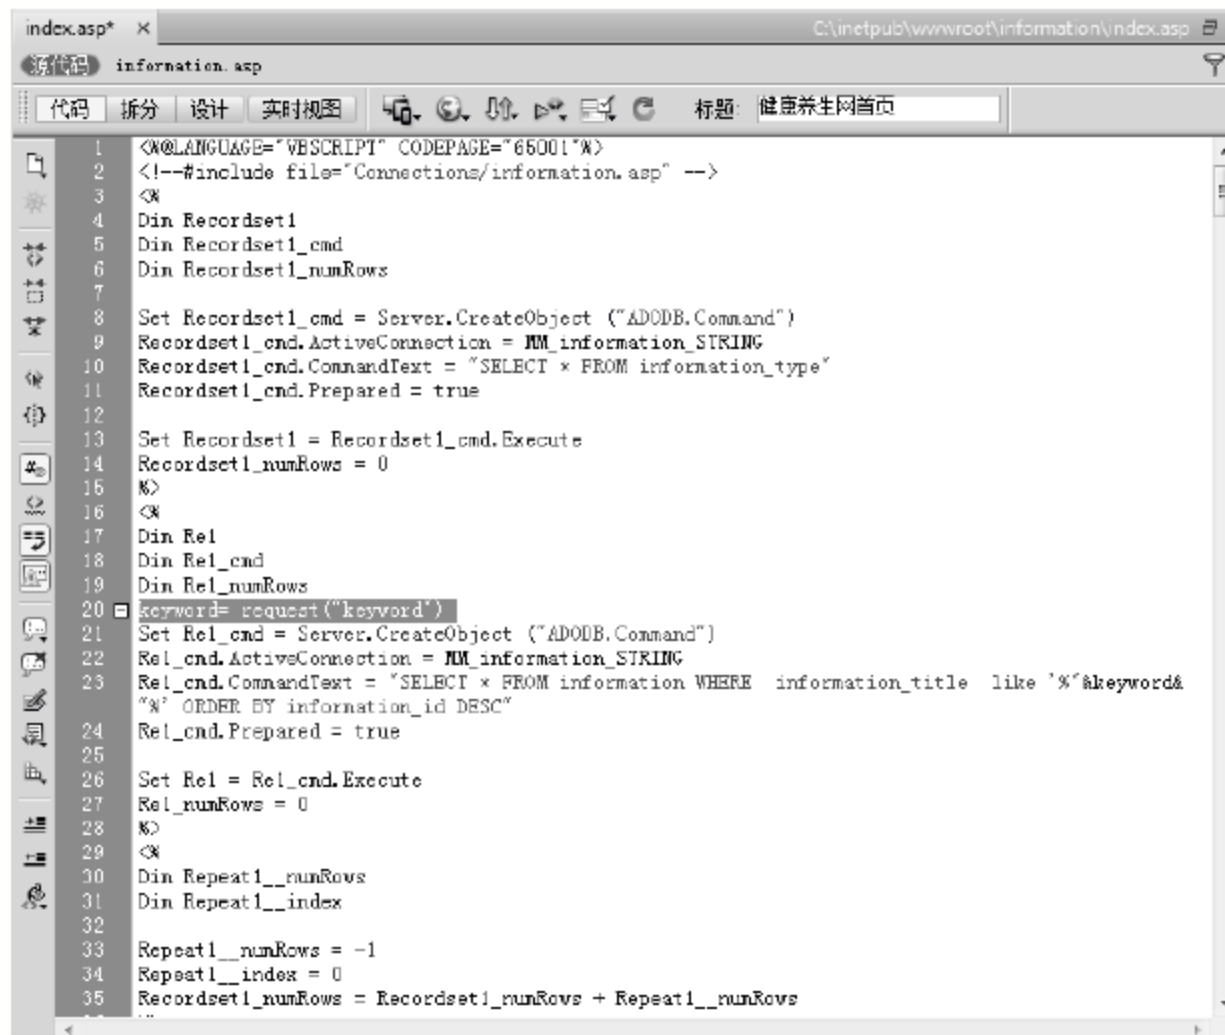 index.asp* ×
C:\inetpub\wwwroot\information\index.asp
源代码 information.asp
代码 拆分 设计 实时视图 标题: 健康养生网首页
1 <%@LANGUAGE="VBSCRIPT" CODEPAGE="65001"%>
2 <!--#include file="Connections/information.asp" -->
3 <%
4 Dim Recordset1
5 Dim Recordset1_cmd
6 Dim Recordset1_numRows
7
8 Set Recordset1_cmd = Server.CreateObject ("ADODB.Command")
9 Recordset1_cmd.ActiveConnection = MM_information_STRING
10 Recordset1_cmd.CommandText = "SELECT * FROM information_type"
11 Recordset1_cmd.Prepared = true
12
13 Set Recordset1 = Recordset1_cmd.Execute
14 Recordset1_numRows = 0
15 %>
16 <%
17 Dim Re1
18 Dim Re1_cmd
19 Dim Re1_numRows
20 keyword= request("keyword")
21 Set Re1_cmd = Server.CreateObject ("ADODB.Command")
22 Re1_cmd.ActiveConnection = MM_information_STRING
23 Re1_cmd.CommandText = "SELECT * FROM information WHERE information_title like '%"&keyword&
"%' ORDER BY information_id DESC"
24 Re1_cmd.Prepared = true
25
26 Set Re1 = Re1_cmd.Execute
27 Re1_numRows = 0
28 %>
29 <%
30 Dim Repeat1__numRows
31 Dim Repeat1__index
32
33 Repeat1__numRows = -1
34 Repeat1__index = 0
35 Recordset1_numRows = Recordset1_numRows + Repeat1__numRows